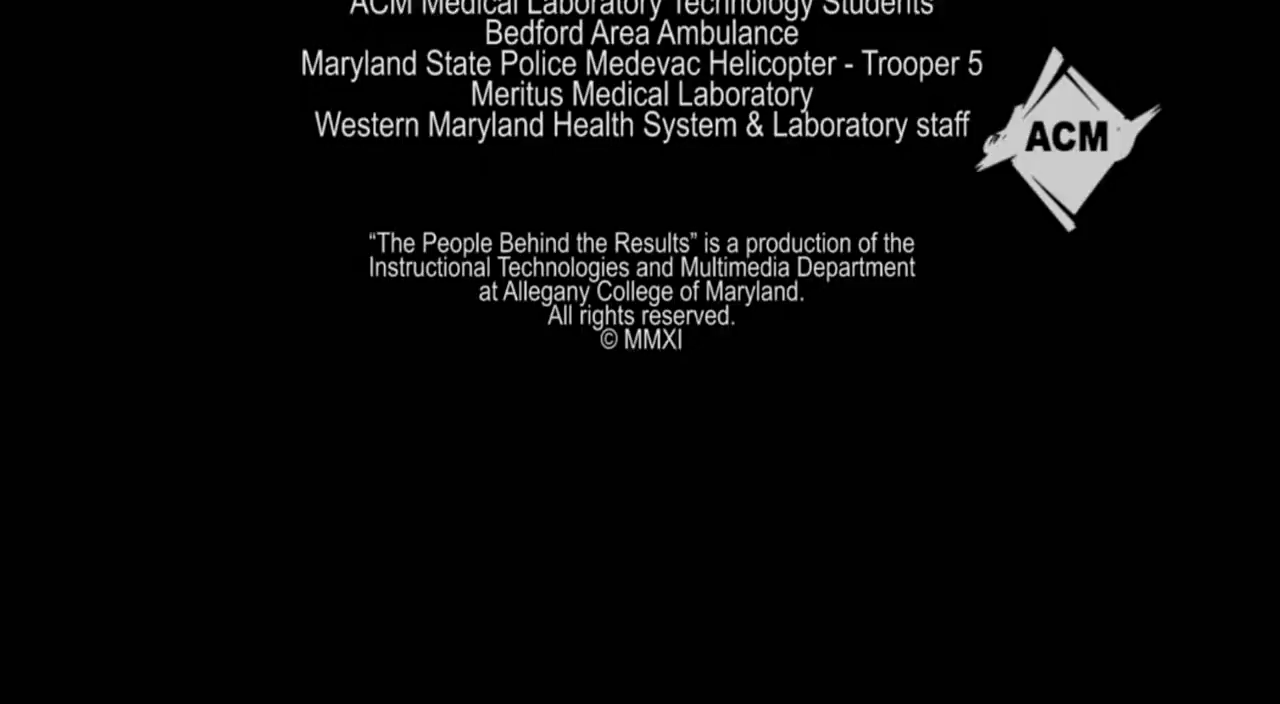 ACM Medical Laboratory Technology Students
Bedford Area Ambulance
Maryland State Police Medevac Helicopter - Trooper 5
Meritus Medical Laboratory
Western Maryland Health System & Laboratory staff
ACM
“The People Behind the Results” is a production of the
Instructional Technologies and Multimedia Department
at Allegany College of Maryland.
All rights reserved.
© MMXI